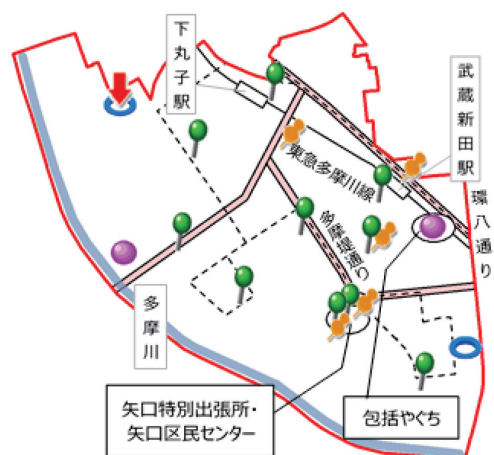 下丸子駅
武蔵新田駅
東急多摩川線
環八通り
多摩堤通り
多摩川
矢口特別出張所・
矢口区民センター
包括やぐち